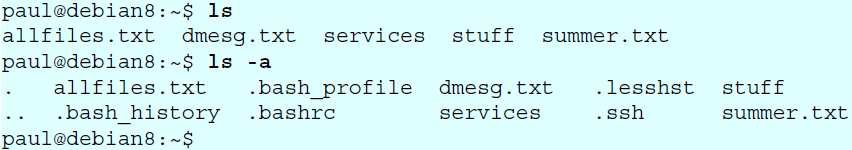 paul@debian8:~$ ls
allfiles.txt dmesg.txt services stuff summer.txt
paul@debian8:~$ ls -a
. allfiles.txt .bash_profile dmesg.txt .lesshst stuff
.. .bash_history .bashrc services .ssh summer.txt
paul@debian8:~$